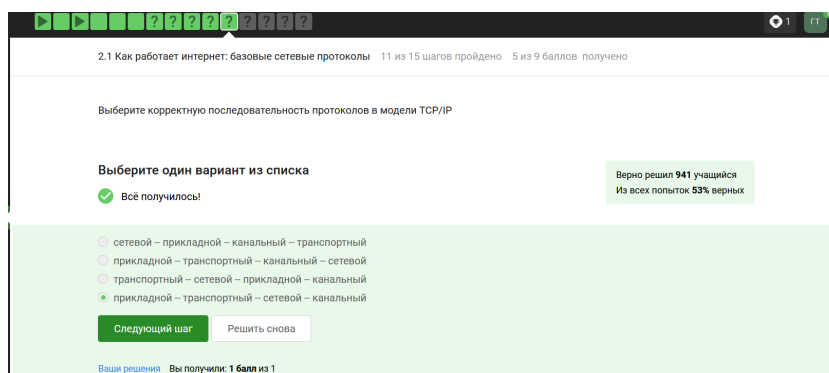 ? ? ? ? ? ? ? ? ?
1
ГТ
2.1 Как работает интернет: базовые сетевые протоколы 11 из 15 шагов пройдено 5 из 9 баллов получено
Выберите корректную последовательность протоколов в модели TCP/IP
Выберите один вариант из списка
Всё получилось!
Верно решил 941 учащийся
Из всех попыток 53% верных
сетевой -- прикладной -- канальный -- транспортный
прикладной -- транспортный -- канальный -- сетевой
транспортный -- сетевой -- прикладной -- канальный
прикладной -- транспортный -- сетевой -- канальный
Следующий шаг Решить снова
Ваши решения Вы получили: 1 балл из 1